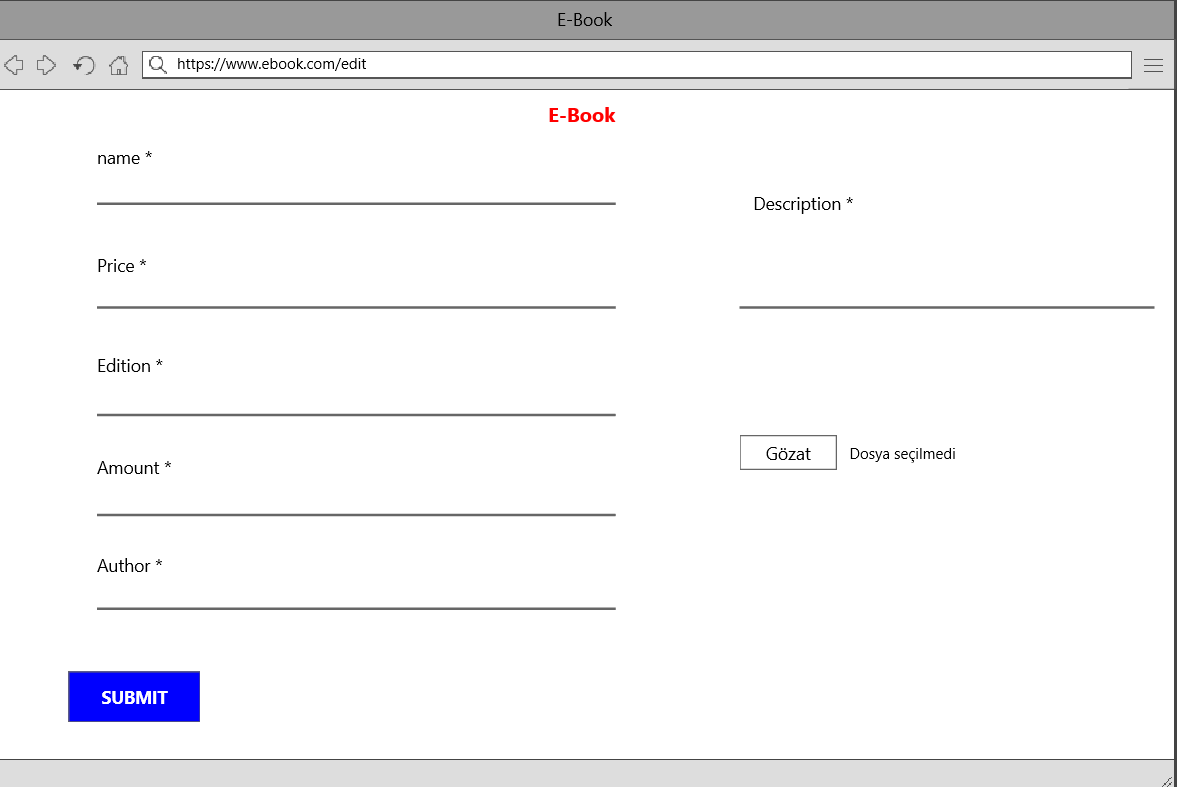 E-Book
https://www.ebook.com/edit
E-Book
name *
Price *
Edition *
Amount *
Author *
Description *
Gözat Dosya seçilmedi
SUBMIT